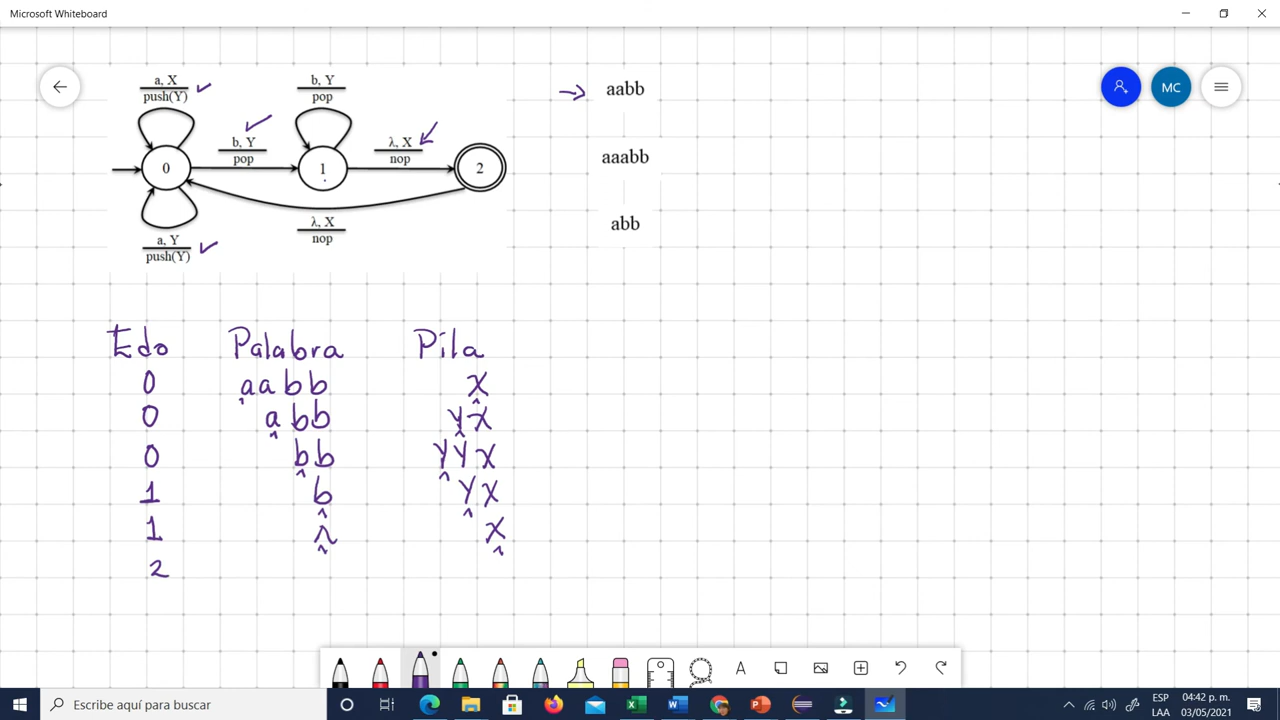 Microsoft Whiteboard
MC
a, X
push(Y)
b, Y
pop
b, Y
pop
λ, X
nop
0
1
2
a, Y
push(Y)
λ, X
nop
→ aabb
aaabb
abb
Edo Palabra Pila
0 aabb X
0 abb YX
0 bb YYX
1 b YX
1 λ X
2
A
Escribe aquí para buscar
ESP
LAA
04:42 p. m.
03/05/2021